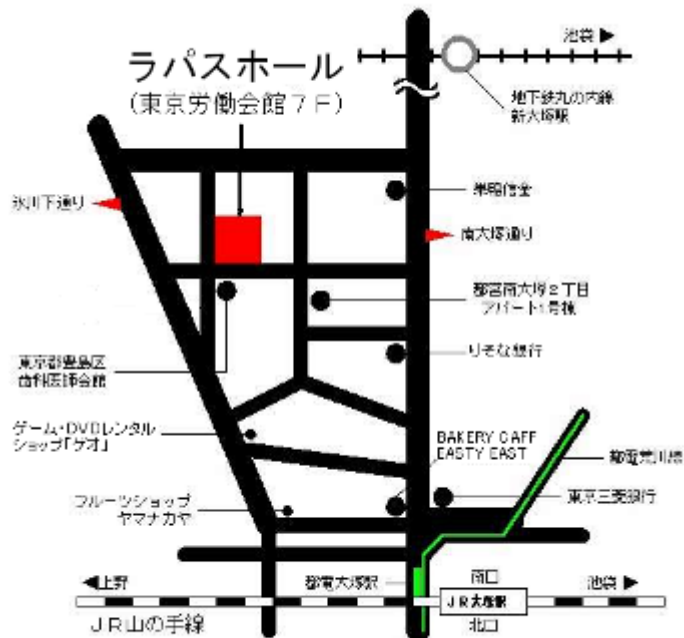 池袋
ラパスホール
(東京労働会館7F)
地下鉄丸の内線
新大塚駅
氷川下通り
巣鴨信金
南大塚通り
都営南大塚2丁目
アパート1号棟
りそな銀行
東京都豊島区
歯科医師会館
ゲーム・DVDレンタル
ショップ「ゲオ」
BAKERY CAFF
EASTY EAST
都電荒川線
フルーツショップ
ヤマナカヤ
東京三菱銀行
上野
都電大塚駅
南口
池袋
JR大塚駅
JR山の手線
北口